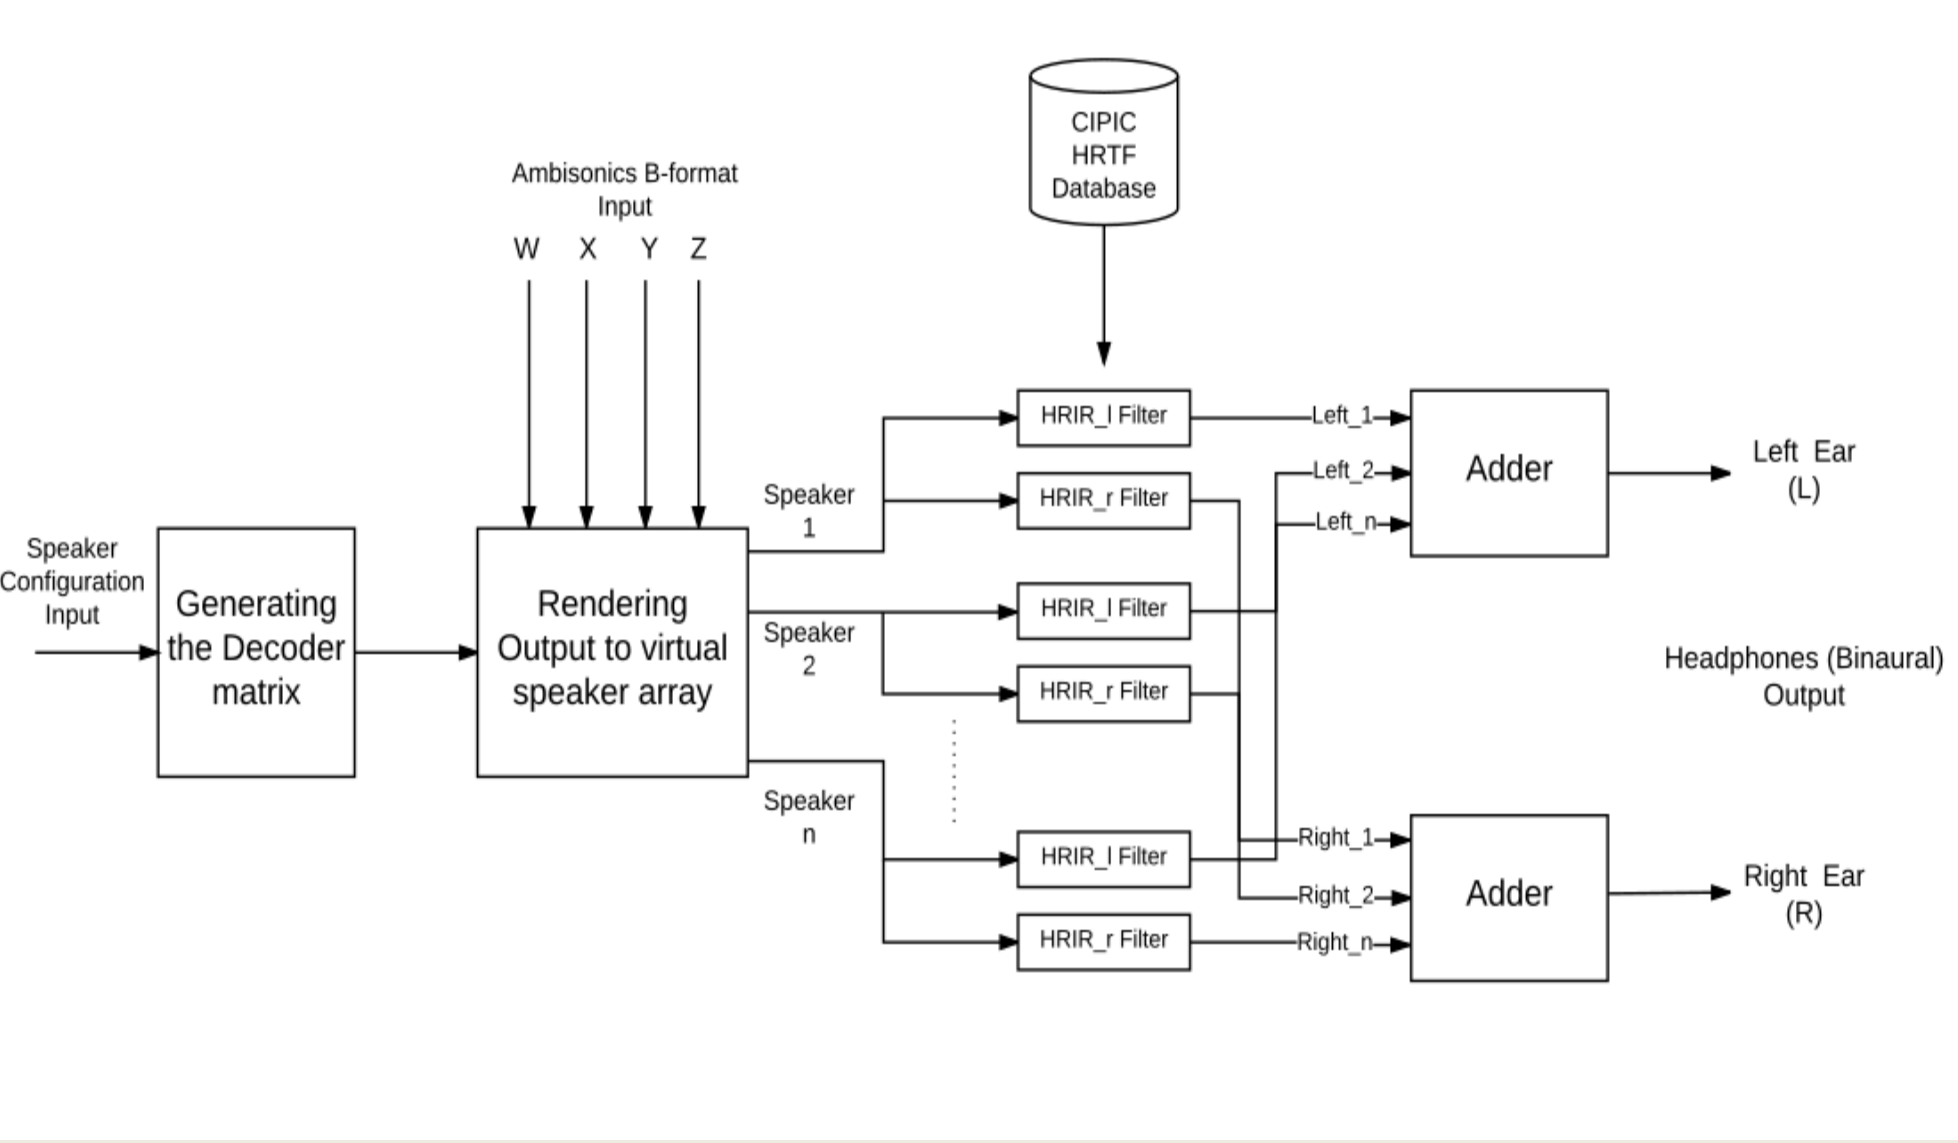 CIPIC
HRTF
Database
Ambisonics B-format
Input
W X Y Z
Speaker
Configuration
Input
Generating
the Decoder
matrix
Rendering
Output to virtual
speaker array
Speaker
1
Speaker
2
Speaker
n
HRIR_l Filter
HRIR_r Filter
HRIR_l Filter
HRIR_r Filter
HRIR_l Filter
HRIR_r Filter
Left_1
Left_2
Left_n
Right_1
Right_2
Right_n
Adder
Adder
Left Ear
(L)
Headphones (Binaural)
Output
Right Ear
(R)